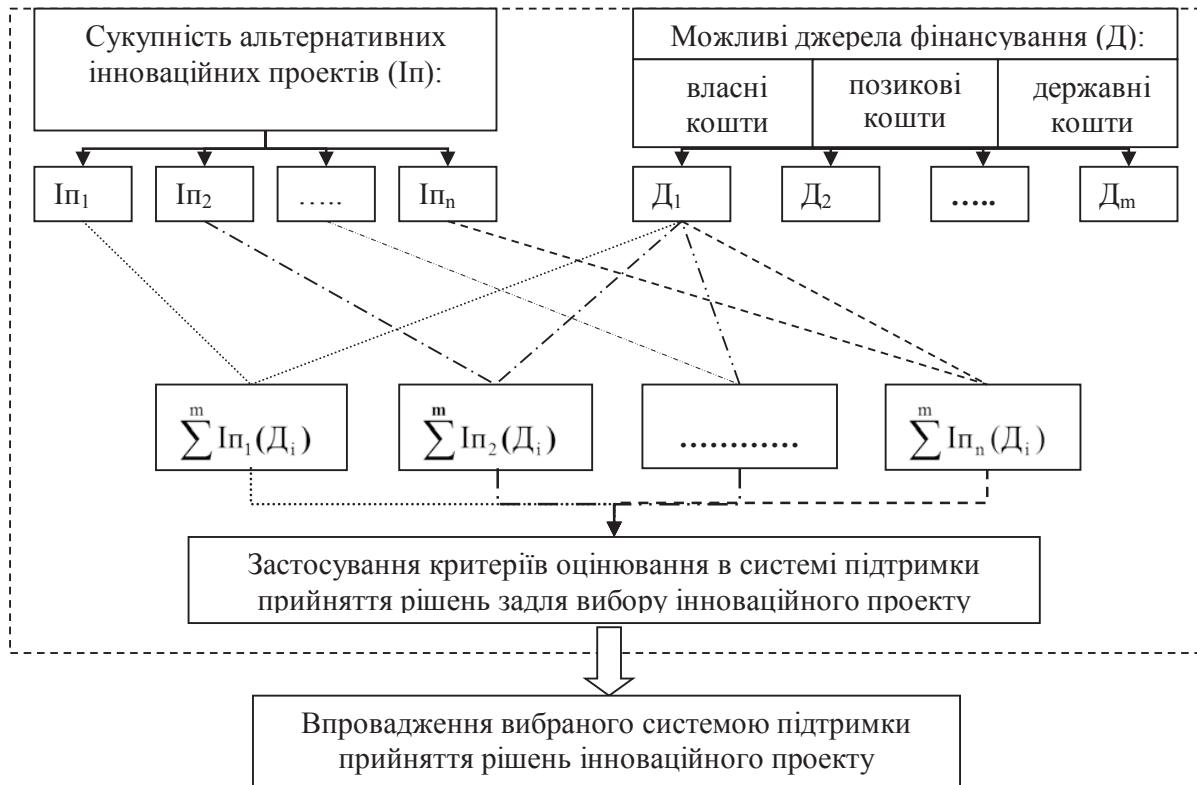 Сукупність альтернативних
інноваційних проектів (Іп):
Можливі джерела фінансування (Д):
власні
кошти
позикові
кошти
державні
кошти
Іп₁
Іп₂
…..
Іпₙ
Д₁
Д₂
…..
Дₘ
m
∑ Іп₁(Дᵢ)
m
∑ Іп₂(Дᵢ)
…………
m
∑ Іпₙ(Дᵢ)
Застосування критеріїв оцінювання в системі підтримки
прийняття рішень задля вибору інноваційного проекту
Впровадження вибраного системою підтримки
прийняття рішень інноваційного проекту